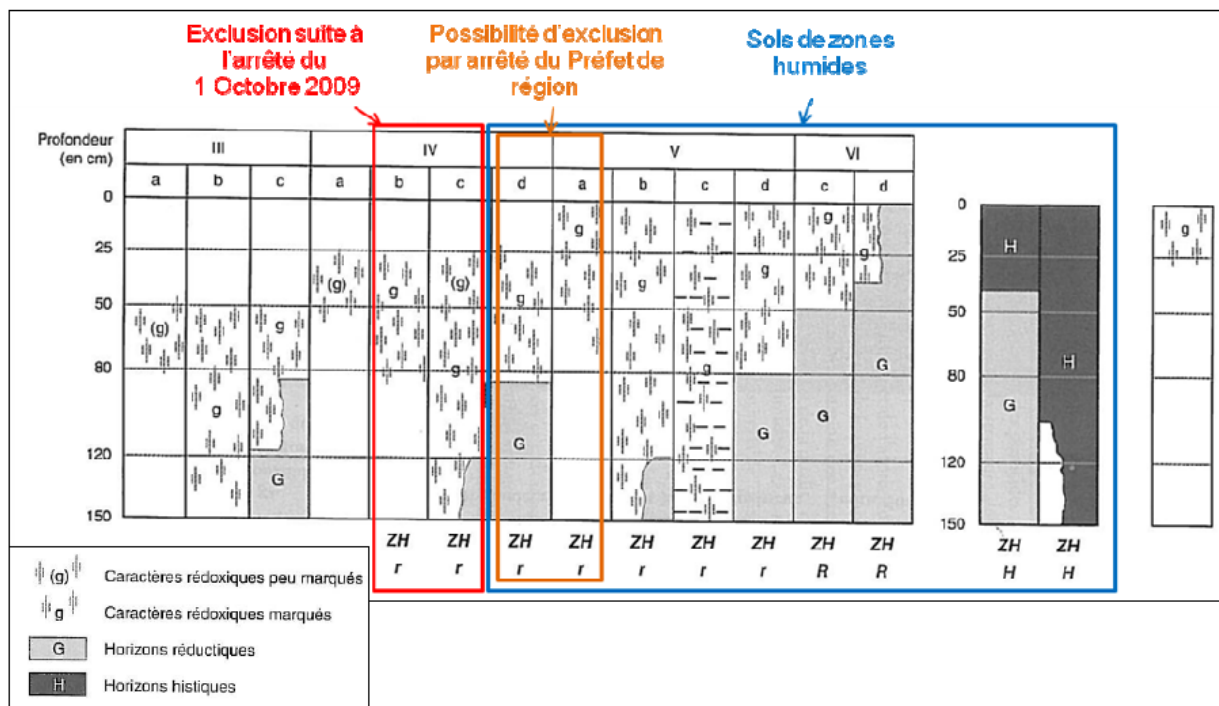 Exclusion suite à
l'arrêté du
1 Octobre 2009
Possibilité d'exclusion
par arrêté du Préfet de
région
Sols de zones
humides
Profondeur
(en cm)
III IV V VI
a b c a b c d a b c d c d
0
25
50
80
120
150
(g) g g (g) g (g) g g g g g g g
g g
G G G G G
0
25
50
80
120
150
H
H
G
g
ZH ZH ZH ZH ZH ZH ZH ZH ZH ZH ZH
r r r r r r r R R H H
(g) Caractères rédoxiques peu marqués
g Caractères rédoxiques marqués
G Horizons réductiques
H Horizons histiques